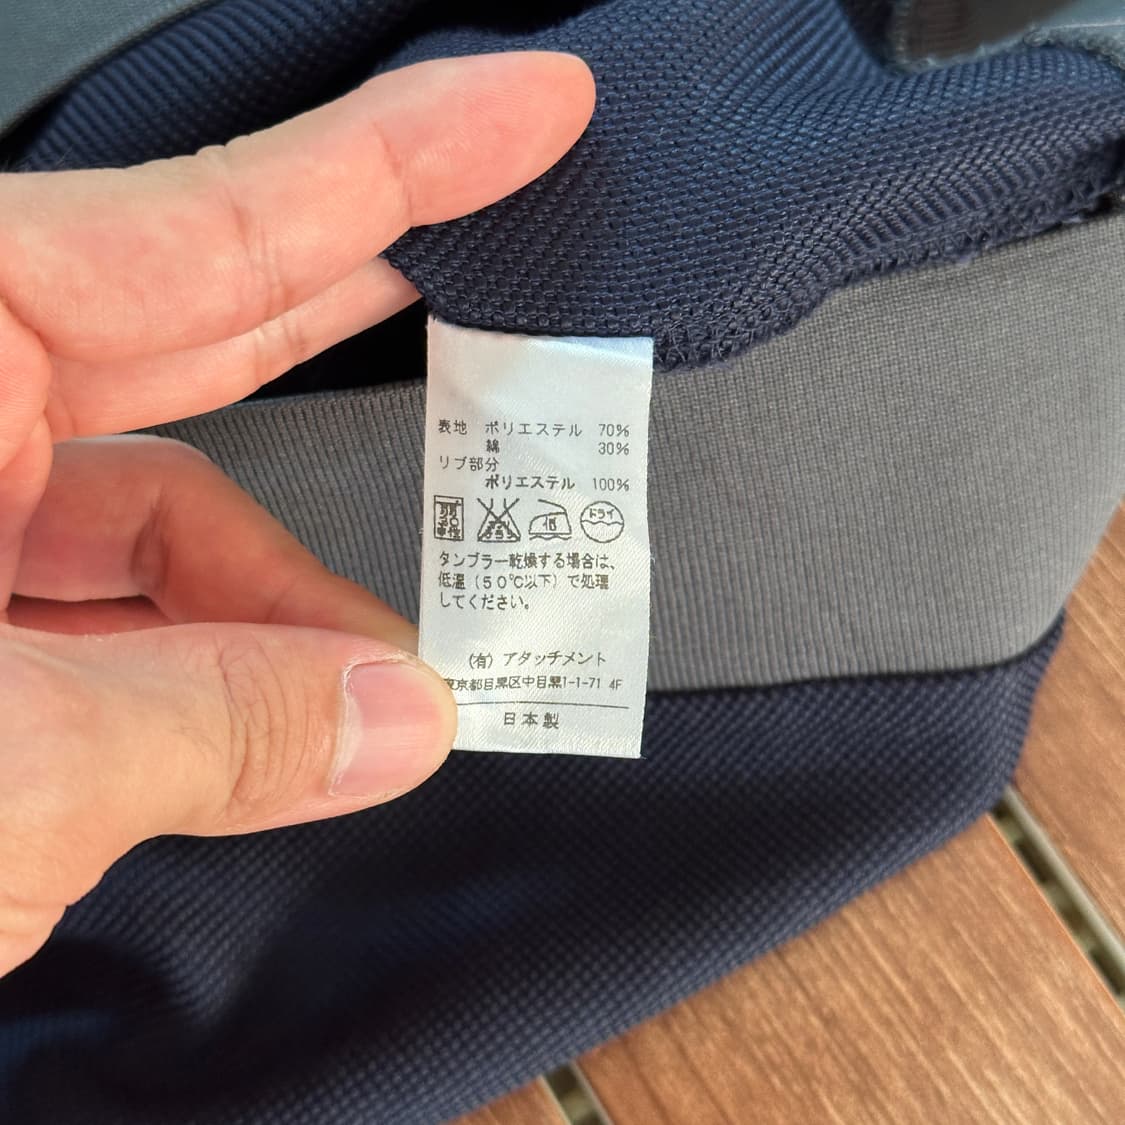 表地 ポリエステル 70%
綿 30%
リブ部分
ポリエステル 100%
ドライ
タンブラー乾燥する場合は、
低温(50℃以下)で処理
してください。
(有) アタッチメント
東京都目黒区中目黒1-1-71 4F
日本製